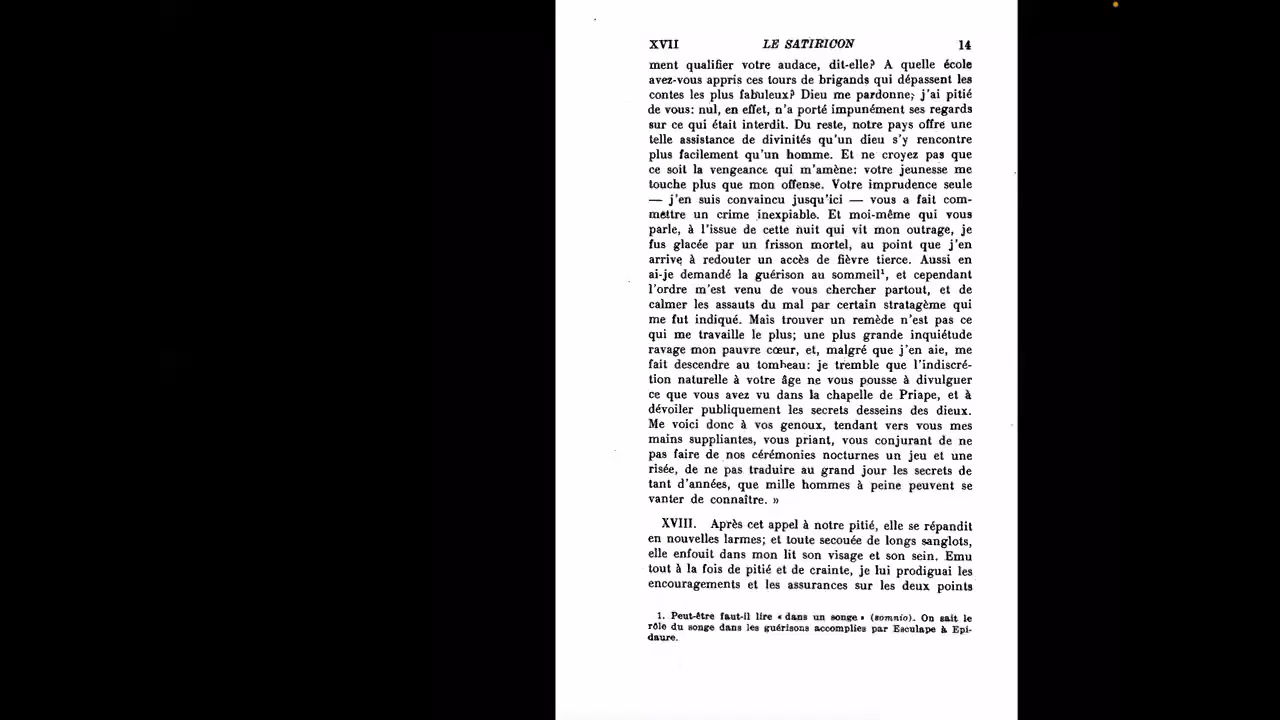 XVII LE SATIRICON 14
ment qualifier votre audace, dit-elle? A quelle école
avez-vous appris ces tours de brigands qui dépassent les
contes les plus fabuleux? Dieu me pardonne, j'ai pitié
de vous: nul, en effet, n'a porté impunément ses regards
sur ce qui était interdit. Du reste, notre pays offre une
telle assistance de divinités qu'un dieu s'y rencontre
plus facilement qu'un homme. Et ne croyez pas que
ce soit la vengeance qui m'amène: votre jeunesse me
touche plus que mon offense. Votre imprudence seule
— j'en suis convaincu jusqu'ici — vous a fait com-
mettre un crime inexpiable. Et moi-même qui vous
parle, à l'issue de cette nuit qui vit mon outrage, je
fus glacée par un frisson mortel, au point que j'en
arrive à redouter un accès de fièvre tierce. Aussi en
ai-je demandé la guérison au sommeil¹, et cependant
l'ordre m'est venu de vous chercher partout, et de
calmer les assauts du mal par certain stratagème qui
me fut indiqué. Mais trouver un remède n'est pas ce
qui me travaille le plus; une plus grande inquiétude
ravage mon pauvre cœur, et, malgré que j'en aie, me
fait descendre au tombeau: je tremble que l'indiscré-
tion naturelle à votre âge ne vous pousse à divulguer
ce que vous avez vu dans la chapelle de Priape, et à
dévoiler publiquement les secrets desseins des dieux.
Me voici donc à vos genoux, tendant vers vous mes
mains suppliantes, vous priant, vous conjurant de ne
pas faire de nos cérémonies nocturnes un jeu et une
risée, de ne pas traduire au grand jour les secrets de
tant d'années, que mille hommes à peine peuvent se
vanter de connaître. »
XVIII. Après cet appel à notre pitié, elle se répandit
en nouvelles larmes; et toute secouée de longs sanglots,
elle enfouit dans mon lit son visage et son sein. Emu
tout à la fois de pitié et de crainte, je lui prodiguai les
encouragements et les assurances sur les deux points
1. Peut-être faut-il lire « dans un songe » (somnio). On sait le
rôle du songe dans les guérisons accomplies par Esculape à Epi-
daure.